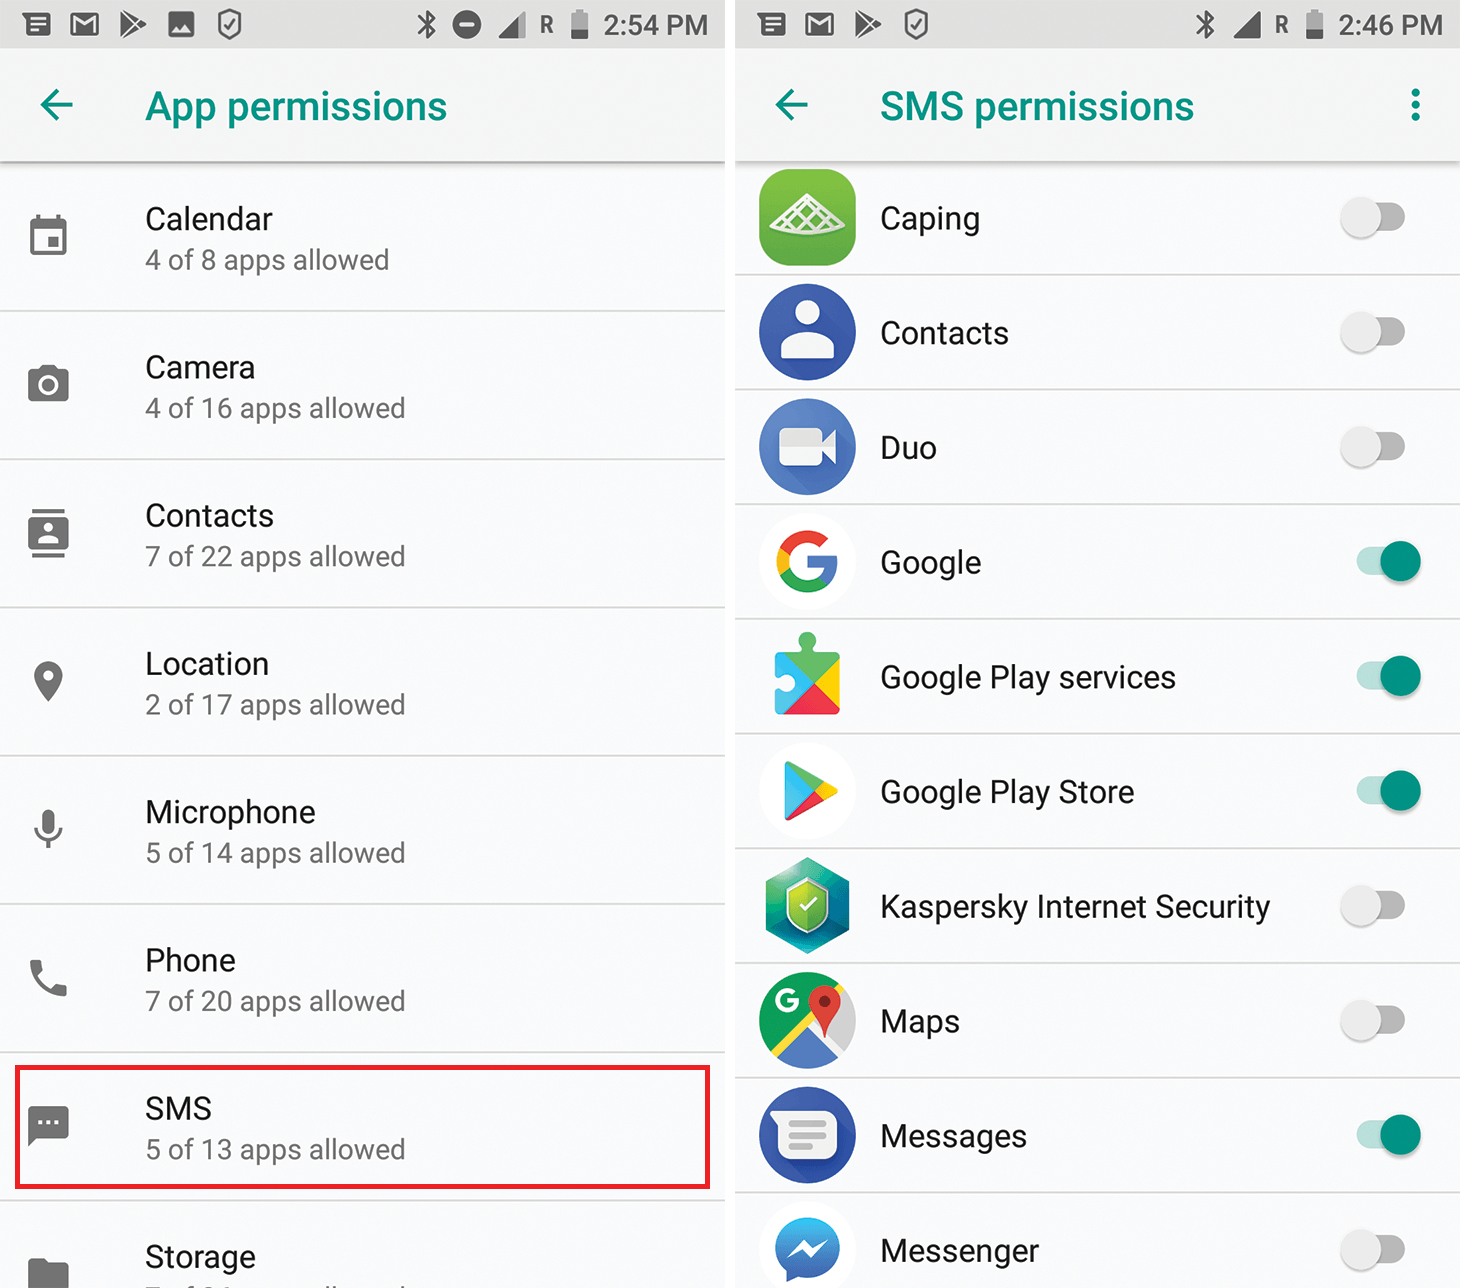 R 2:54 PM
App permissions
Calendar
4 of 8 apps allowed
Camera
4 of 16 apps allowed
Contacts
7 of 22 apps allowed
Location
2 of 17 apps allowed
Microphone
5 of 14 apps allowed
Phone
7 of 20 apps allowed
SMS
5 of 13 apps allowed
Storage
R 2:46 PM
SMS permissions
Caping
Contacts
Duo
G
Google
Google Play services
Google Play Store
Kaspersky Internet Security
G
Maps
Messages
Messenger